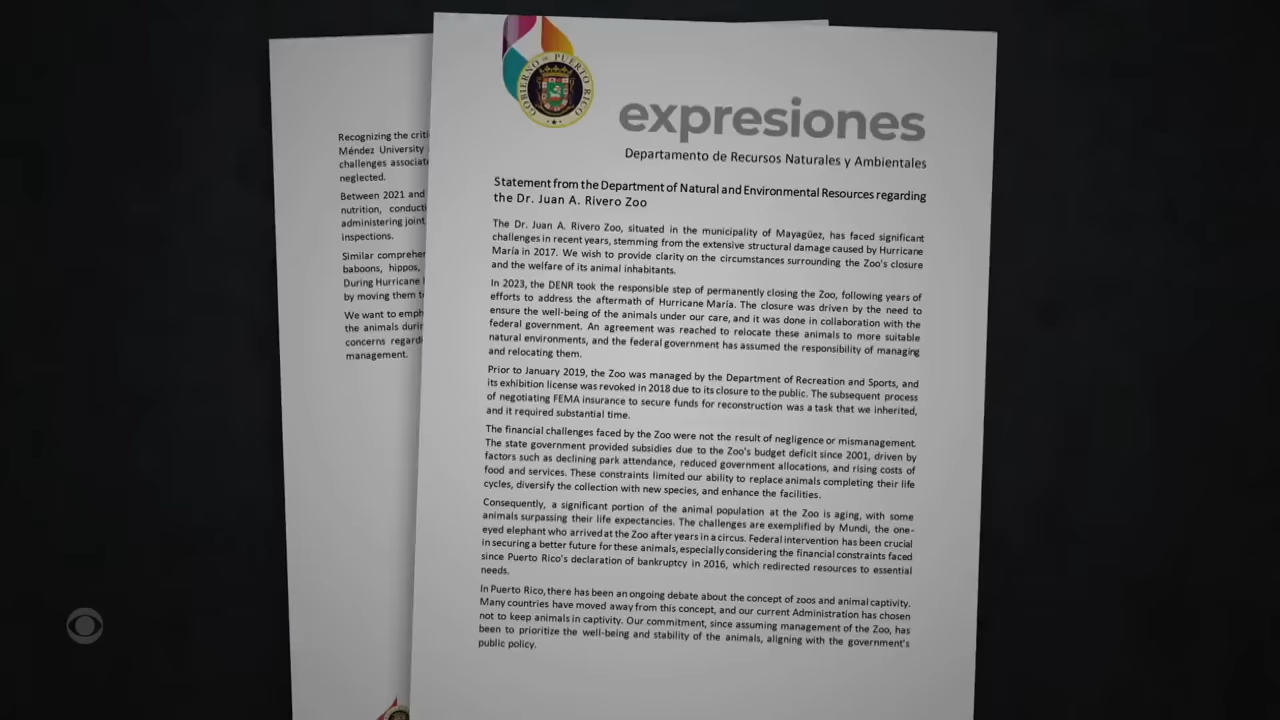 Recognizing the
Méndez University
challenges
neglected.
Between 2021 and
nutrition,
administering joint
inspections.
Similar
baboons, hippos,
During Hurricane
by moving them
We want to
the animals
concerns
management.
GOBIERNO DE PUERTO RICO
expresiones
Departamento de Recursos Naturales y Ambientales
Statement from the Department of Natural and Environmental Resources regarding
the Dr. Juan A. Rivero Zoo
The Dr. Juan A. Rivero Zoo, situated in the municipality of Mayagüez, has faced significant
challenges in recent years, stemming from the extensive structural damage caused by Hurricane
María in 2017. We wish to provide clarity on the circumstances surrounding the Zoo's closure
and the welfare of its animal inhabitants.
In 2023, the DENR took the responsible step of permanently closing the Zoo, following years of
efforts to address the aftermath of Hurricane María. The closure was driven by the need to
ensure the well-being of the animals under our care, and it was done in collaboration with the
federal government. An agreement was reached to relocate these animals to more suitable
natural environments, and the federal government has assumed the responsibility of managing
and relocating them.
Prior to January 2019, the Zoo was managed by the Department of Recreation and Sports, and
its exhibition license was revoked in 2018 due to its closure to the public. The subsequent process
of negotiating FEMA insurance to secure funds for reconstruction was a task that we inherited,
and it required substantial time.
The financial challenges faced by the Zoo were not the result of negligence or mismanagement.
The state government provided subsidies due to the Zoo's budget deficit since 2001, driven by
factors such as declining park attendance, reduced government allocations, and rising costs of
food and services. These constraints limited our ability to replace animals completing their life
cycles, diversify the collection with new species, and enhance the facilities.
Consequently, a significant portion of the animal population at the Zoo is aging, with some
animals surpassing their life expectancies. The challenges are exemplified by Mundi, the one-
eyed elephant who arrived at the Zoo after years in a circus. Federal intervention has been crucial
in securing a better future for these animals, especially considering the financial constraints faced
since Puerto Rico's declaration of bankruptcy in 2016, which redirected resources to essential
needs.
In Puerto Rico, there has been an ongoing debate about the concept of zoos and animal captivity.
Many countries have moved away from this concept, and our current Administration has chosen
not to keep animals in captivity. Our commitment, since assuming management of the Zoo, has
been to prioritize the well-being and stability of the animals, aligning with the government's
public policy.